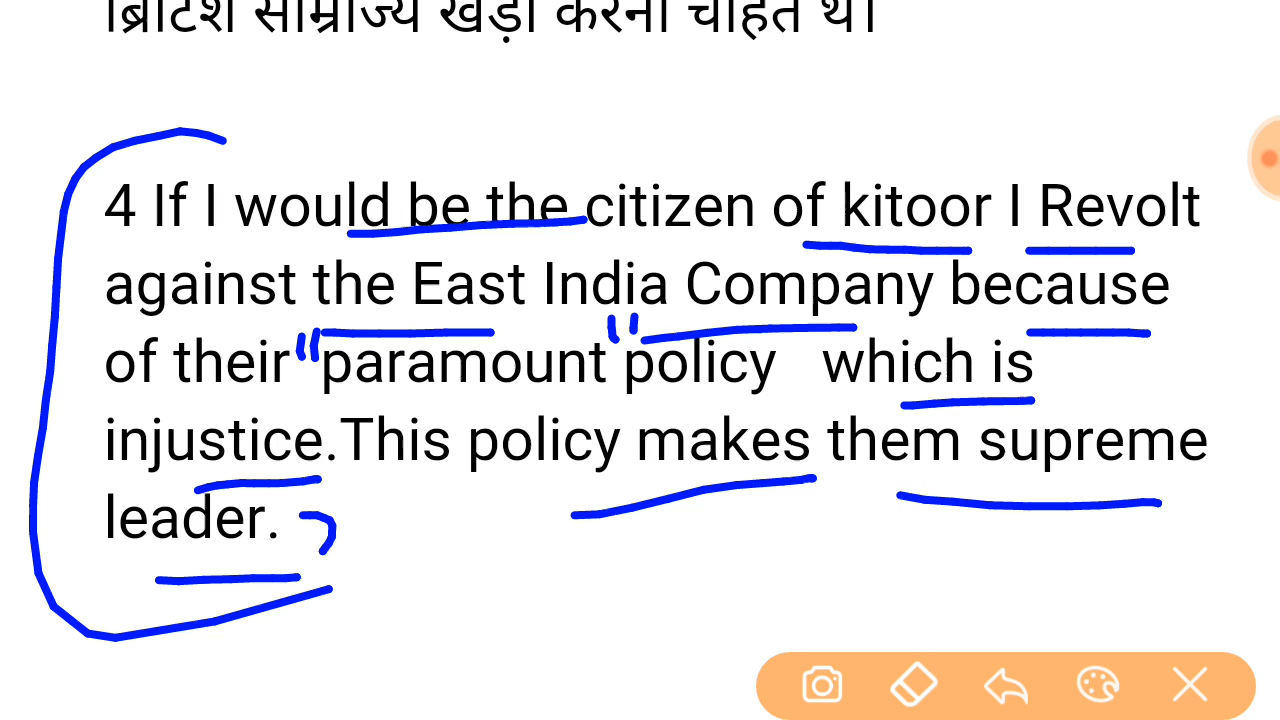 ब्रिटिश साम्राज्य खड़ा करना चाहते थे।
4 If I would be the citizen of kitoor I Revolt
against the East India Company because
of their "paramount" policy which is
injustice.This policy makes them supreme
leader.